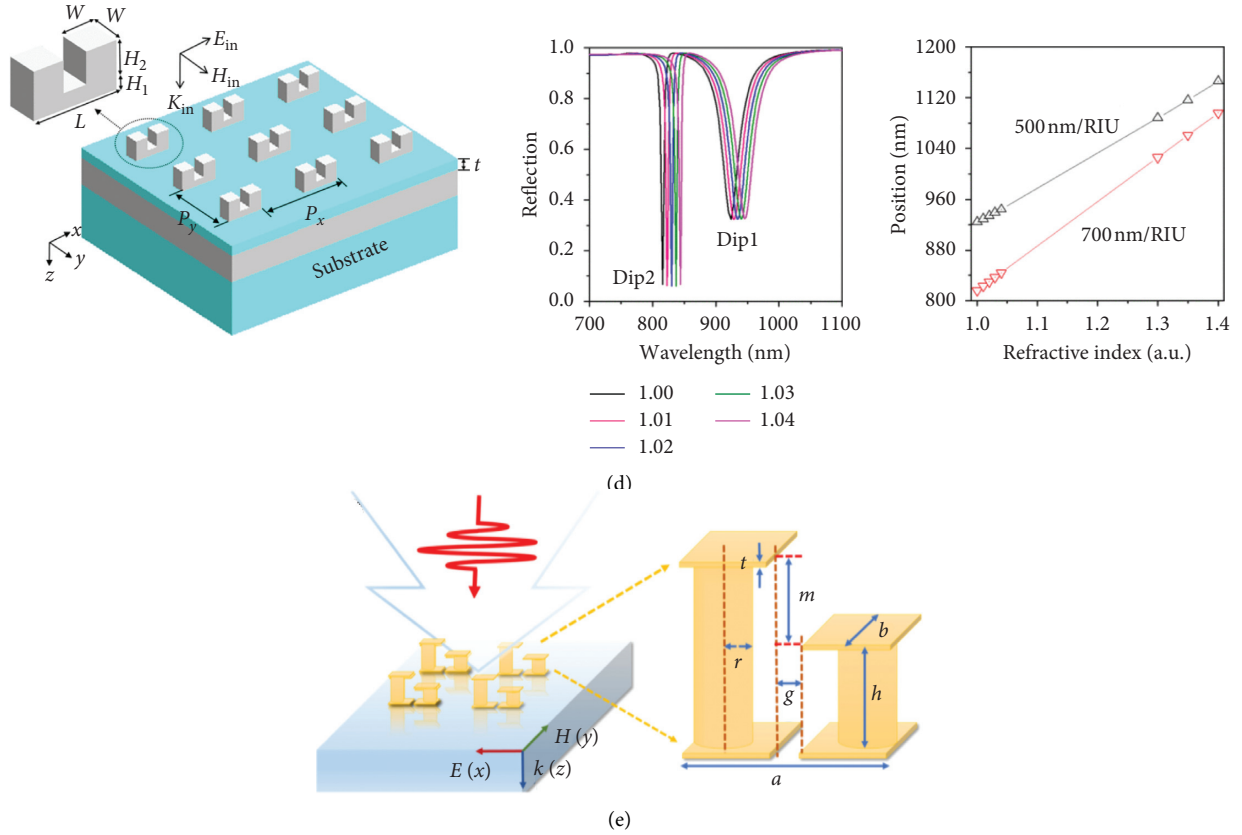 W
W
H2
H1
L
Ein
Hin
Kin
t
Py
Px
x
y
z
Substrate
1.0
0.8
0.6
0.4
0.2
0.0
Reflection
Dip2
Dip1
700 800 900 1000 1100
Wavelength (nm)
1.00 1.03
1.01 1.04
1.02
1200
1120
1040
960
880
800
Position (nm)
500 nm/RIU
700 nm/RIU
1.0 1.1 1.2 1.3 1.4
Refractive index (a.u.)
(d)
t
m
b
r
g
h
a
H (y)
E (x)
k (z)
(e)